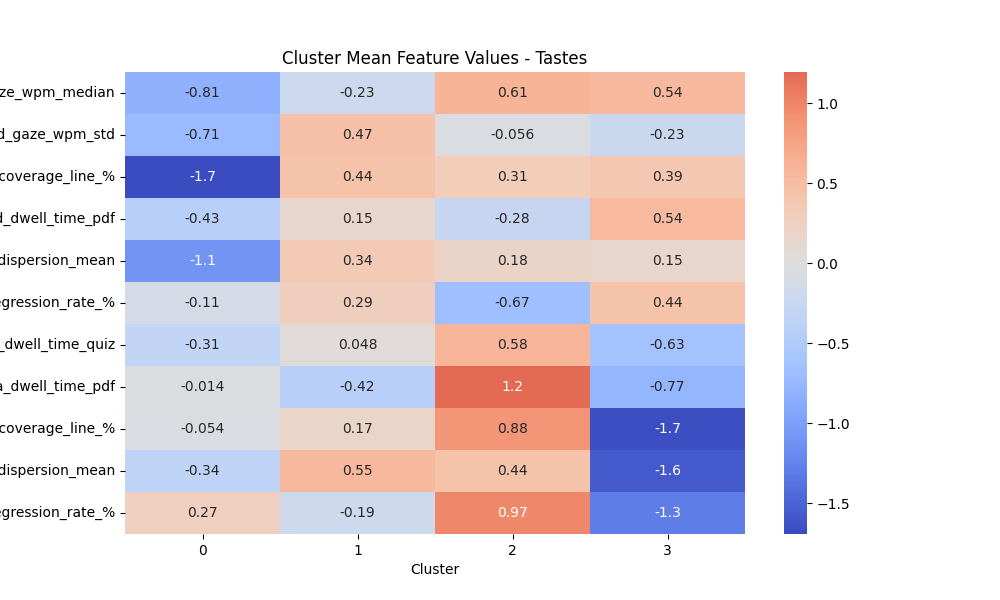 Cluster Mean Feature Values - Tastes
ze_wpm_median -0.81 -0.23 0.61 0.54
d_gaze_wpm_std -0.71 0.47 -0.056 -0.23
coverage_line_% -1.7 0.44 0.31 0.39
d_dwell_time_pdf -0.43 0.15 -0.28 0.54
dispersion_mean -1.1 0.34 0.18 0.15
egression_rate_% -0.11 0.29 -0.67 0.44
_dwell_time_quiz -0.31 0.048 0.58 -0.63
a_dwell_time_pdf -0.014 -0.42 1.2 -0.77
coverage_line_% -0.054 0.17 0.88 -1.7
dispersion_mean -0.34 0.55 0.44 -1.6
egression_rate_% 0.27 -0.19 0.97 -1.3
0 1 2 3
Cluster
1.0
0.5
0.0
−0.5
−1.0
−1.5